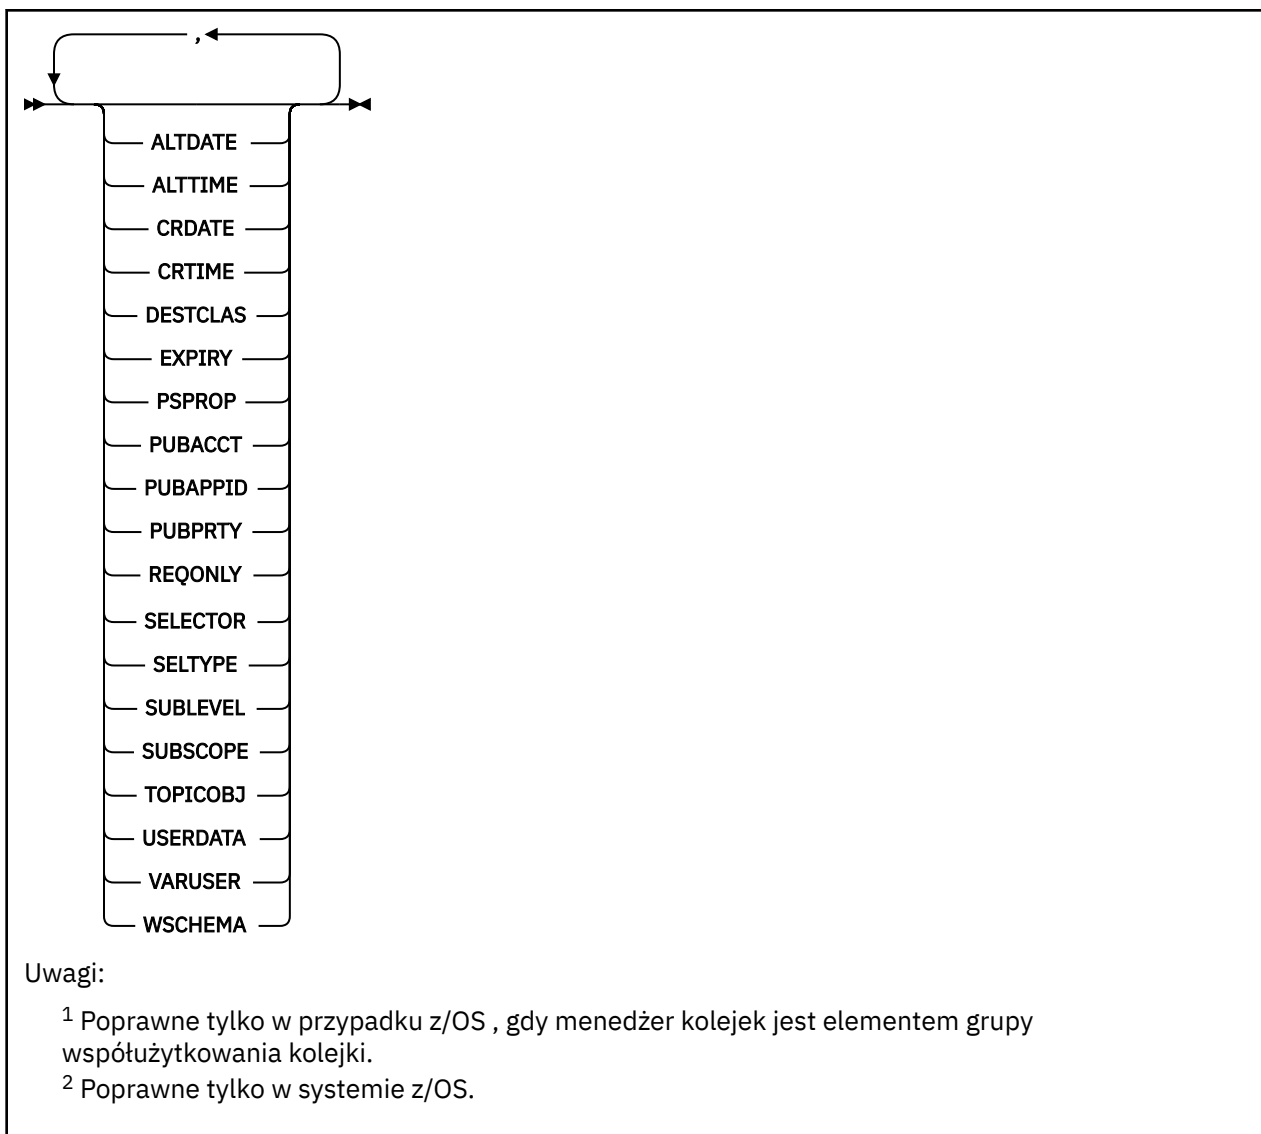 ,
ALTDATE
ALTTIME
CRDATE
CRTIME
DESTCLAS
EXPIRY
PSPROP
PUBACCT
PUBAPPID
PUBPRTY
REQONLY
SELECTOR
SELTYPE
SUBLEVEL
SUBSCOPE
TOPICOBJ
USERDATA
VARUSER
WSCHEMA
Uwagi:
1 Poprawne tylko w przypadku z/OS , gdy menedżer kolejek jest elementem grupy
współużytkowania kolejki.
2 Poprawne tylko w systemie z/OS.